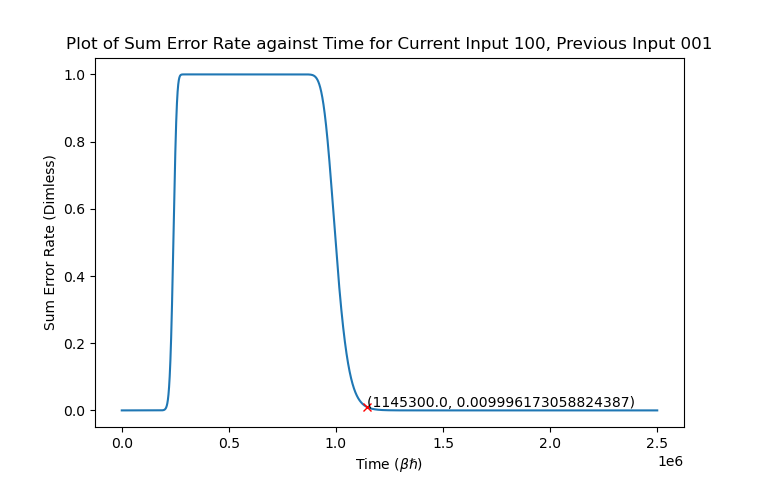 Plot of Sum Error Rate against Time for Current Input 100, Previous Input 001
Sum Error Rate (Dimless)
1.0
0.8
0.6
0.4
0.2
0.0
(1145300.0, 0.009996173058824387)
0.0 0.5 1.0 1.5 2.0 2.5
1e6
Time (βℏ)